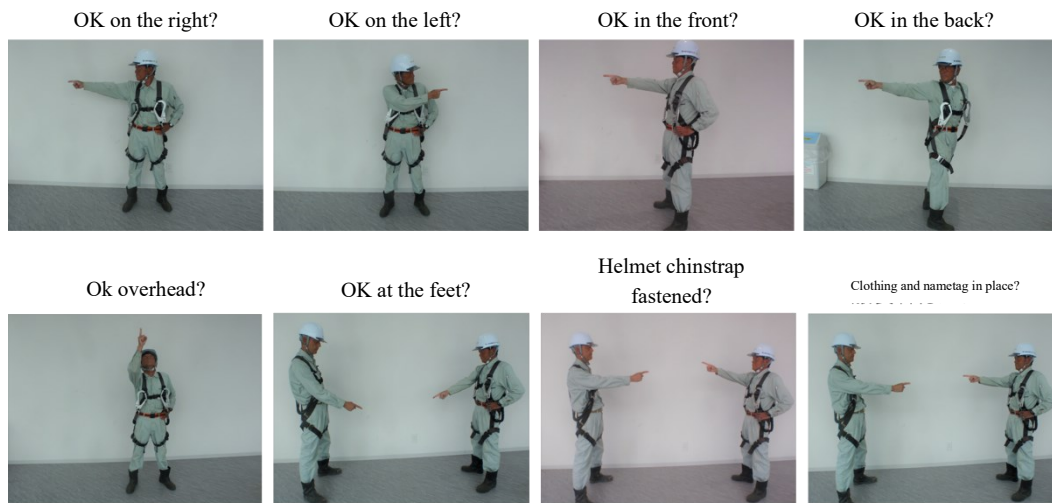 OK on the right?
OK on the left?
OK in the front?
OK in the back?
Ok overhead?
OK at the feet?
Helmet chinstrap
fastened?
Clothing and nametag in place?